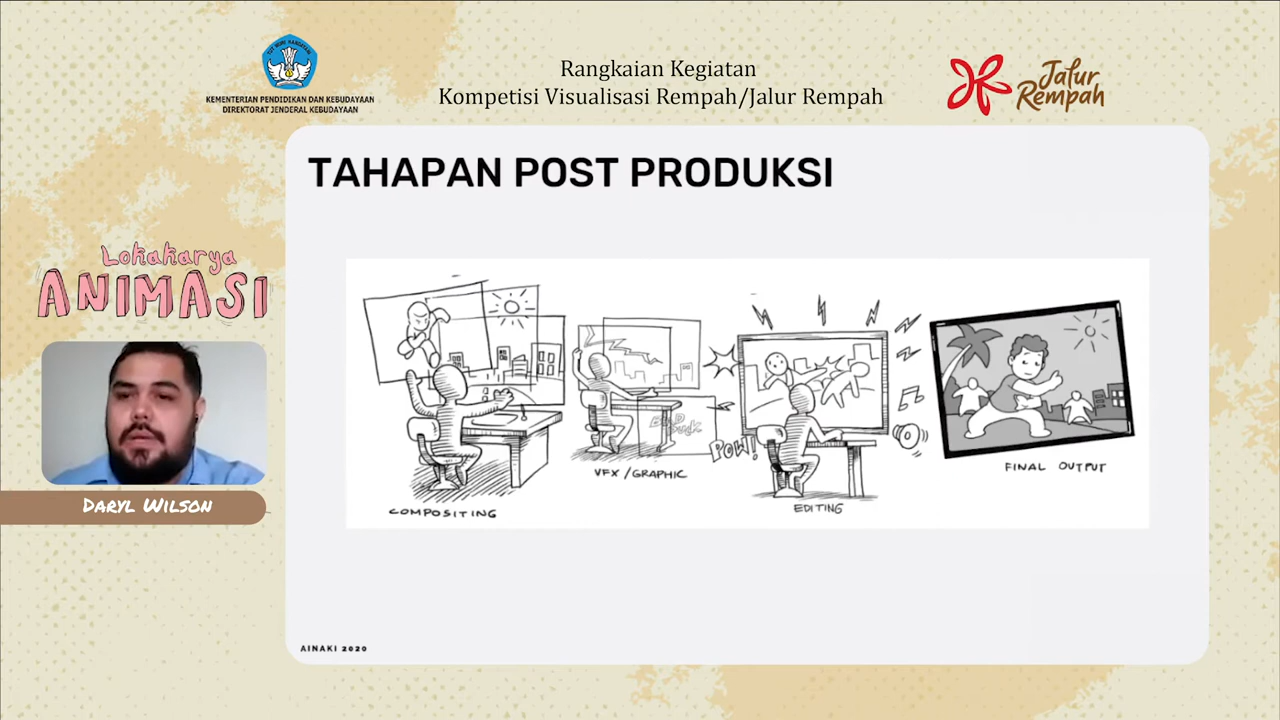 KEMENTERIAN PENDIDIKAN DAN KEBUDAYAAN
DIREKTORAT JENDERAL KEBUDAYAAN
Rangkaian Kegiatan
Kompetisi Visualisasi Rempah/Jalur Rempah
Jalur
Rempah
TAHAPAN POST PRODUKSI
Lokakarya
ANIMASI
DARYL WILSON
POW!
COMPOSITING
VFX/GRAPHIC
EDITING
FINAL OUTPUT
AINAKI 2020